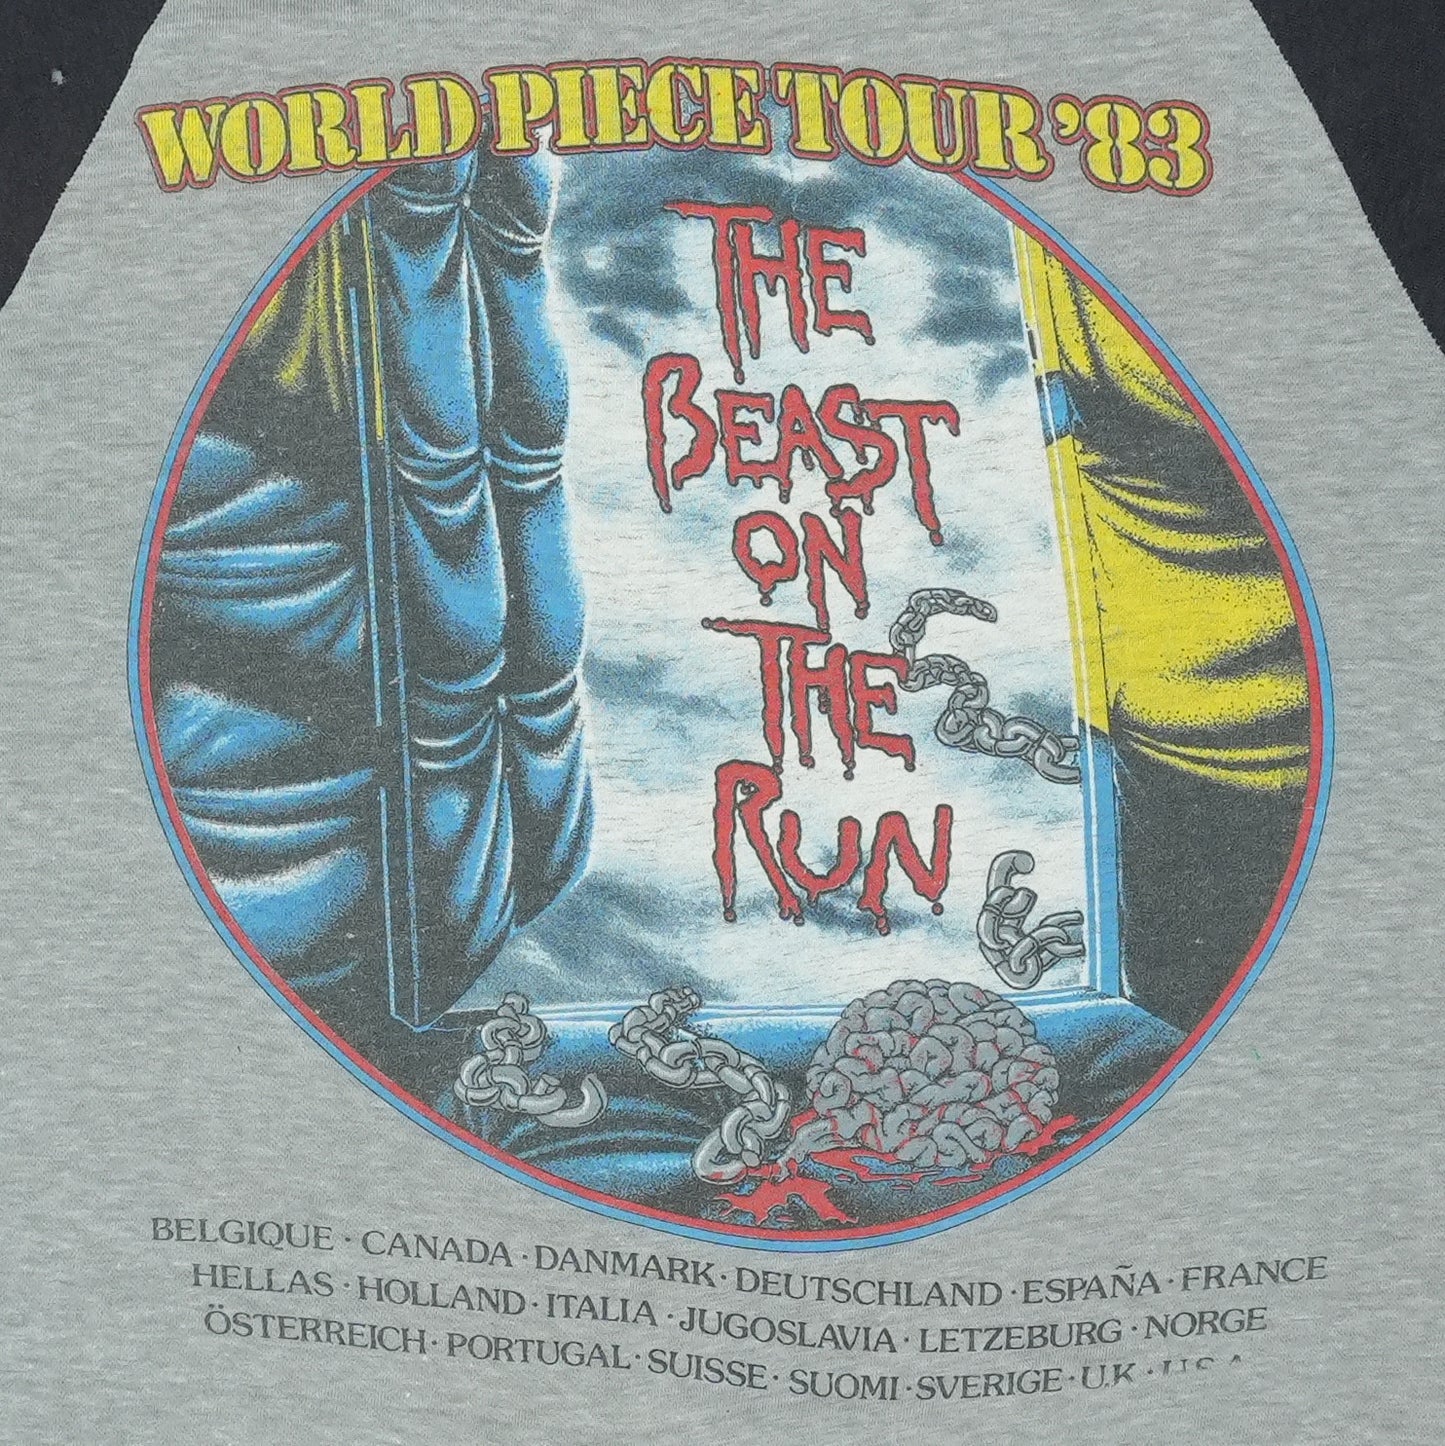 WORLD PIECE TOUR '83
THE
BEAST
ON
THE
RUN
BELGIQUE · CANADA · DANMARK · DEUTSCHLAND · ESPAÑA · FRANCE
HELLAS · HOLLAND · ITALIA · JUGOSLAVIA · LETZEBURG · NORGE
ÖSTERREICH · PORTUGAL · SUISSE · SUOMI · SVERIGE · U.K ·